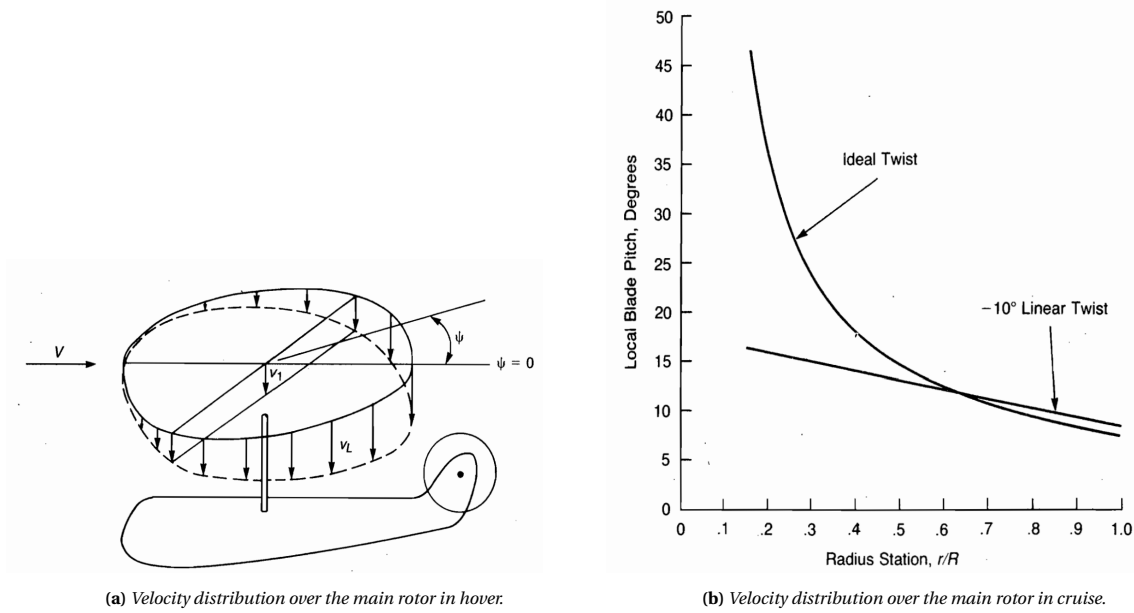 V
v₁
v_L
ψ
ψ = 0
(a) Velocity distribution over the main rotor in hover.
50
45
40
35
30
25
20
15
10
5
0
Local Blade Pitch, Degrees
Ideal Twist
−10° Linear Twist
0 .1 .2 .3 .4 .5 .6 .7 .8 .9 1.0
Radius Station, r/R
(b) Velocity distribution over the main rotor in cruise.